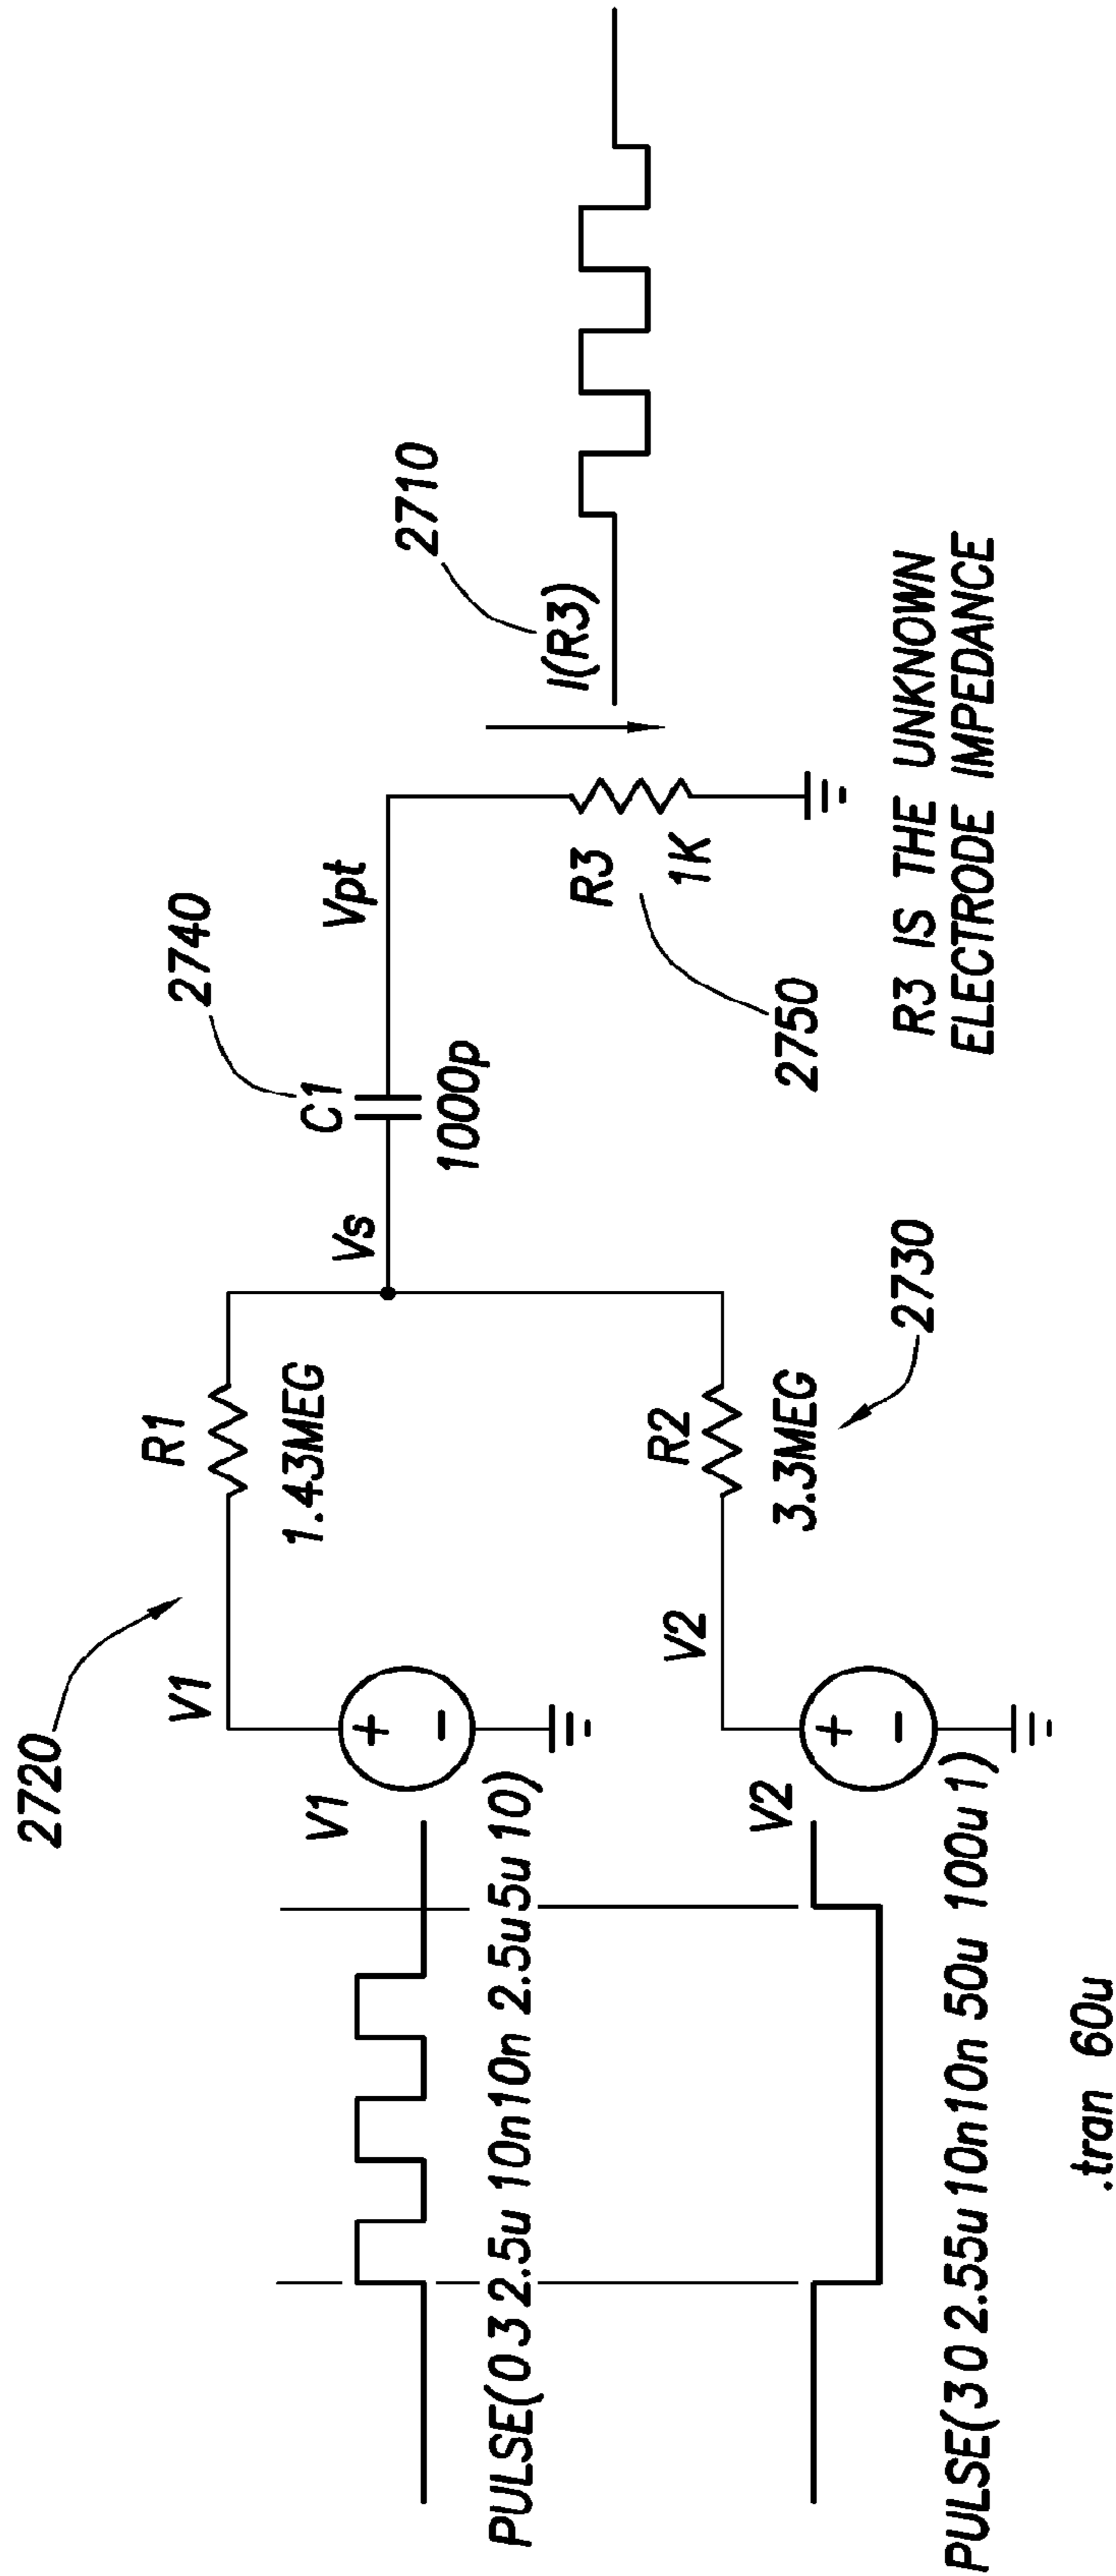 2720
V1
R1
1.43MEG
V1
PULSE(0 3 2.5u 10n10n 2.5u5u 10)
Vs
C1
1000p
2740
Vpt
2710
I(R3)
R3
1K
2750
R3 IS THE UNKNOWN
ELECTRODE IMPEDANCE
V2
R2
3.3MEG
2730
V2
PULSE(3 0 2.55u 10n10n 50u 100u 1)
.tran 60u
+
-
+
-